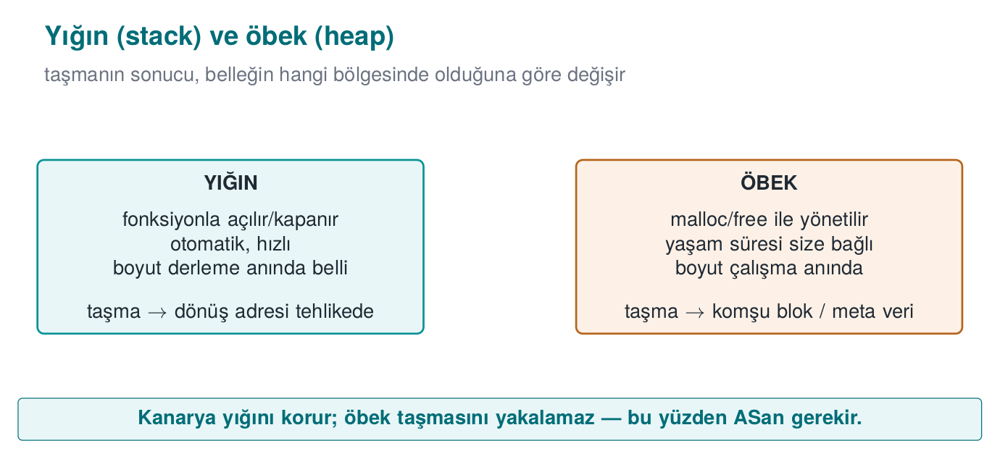 Yığın (stack) ve öbek (heap)
taşmanın sonucu, belleğin hangi bölgesinde olduğuna göre değişir
YIĞIN
fonksiyonla açılır/kapanır
otomatik, hızlı
boyut derleme anında belli
taşma → dönüş adresi tehlikede
ÖBEK
malloc/free ile yönetilir
yaşam süresi size bağlı
boyut çalışma anında
taşma → komşu blok / meta veri
Kanarya yığını korur; öbek taşmasını yakalamaz — bu yüzden ASan gerekir.